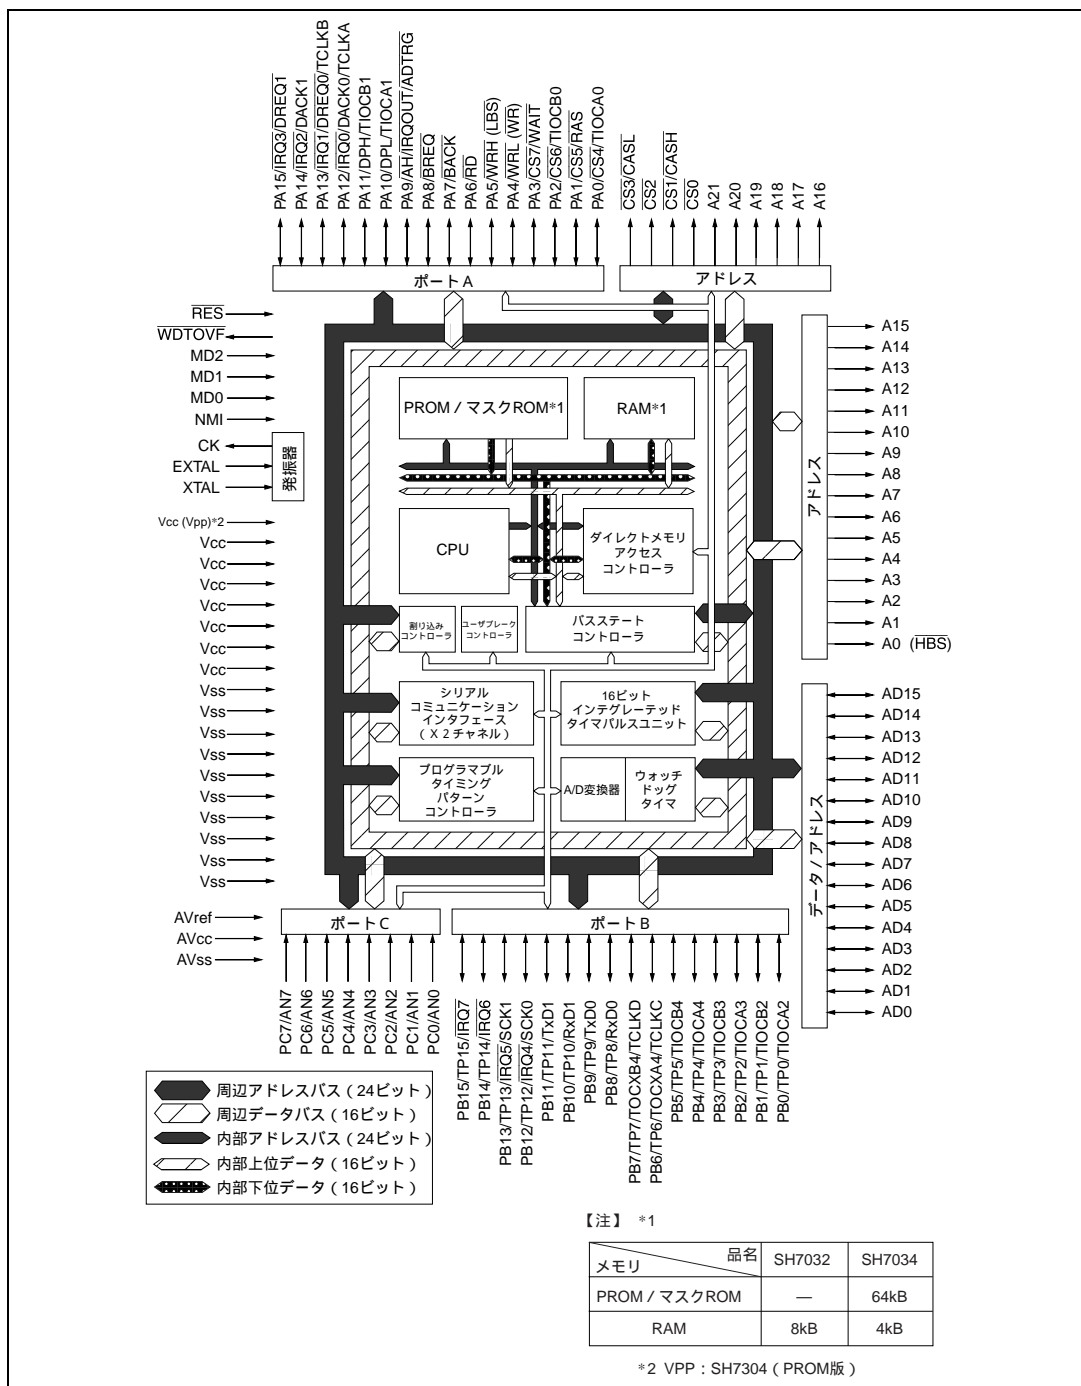 PA15/IRQ3/DREQ1
PA14/IRQ2/DACK1
PA13/IRQ1/DREQ0/TCLKB
PA12/IRQ0/DACK0/TCLKA
PA11/DPH/TIOCB1
PA10/DPL/TIOCA1
PA9/AH/IRQOUT/ADTRG
PA8/BREQ
PA7/BACK
PA6/RD
PA5/WRH (LBS)
PA4/WRL (WR)
PA3/CS7/WAIT
PA2/CS6/TIOCB0
PA1/CS5/RAS
PA0/CS4/TIOCA0
CS3/CASL
CS2
CS1/CASH
CS0
A21
A20
A19
A18
A17
A16
ポートA
アドレス
RES
WDTOVF
MD2
MD1
MD0
NMI
CK
EXTAL
XTAL
発振器
Vcc (Vpp)*2
Vcc
Vcc
Vcc
Vcc
Vcc
Vcc
Vcc
Vss
Vss
Vss
Vss
Vss
Vss
Vss
Vss
Vss
Vss
AVref
AVcc
AVss
PROM / マスクROM*1
RAM*1
CPU
ダイレクトメモリ
アクセス
コントローラ
割り込み
コントローラ
ユーザブレーク
コントローラ
バスステート
コントローラ
シリアル
コミュニケーション
インタフェース
( X 2 チャネル )
16ビット
インテグレーテッド
タイマパルスユニット
プログラマブル
タイミング
パターン
コントローラ
A/D変換器
ウォッチ
ドッグ
タイマ
アドレス
A15
A14
A13
A12
A11
A10
A9
A8
A7
A6
A5
A4
A3
A2
A1
A0 (HBS)
データ / アドレス
AD15
AD14
AD13
AD12
AD11
AD10
AD9
AD8
AD7
AD6
AD5
AD4
AD3
AD2
AD1
AD0
ポートC
ポートB
PC7/AN7
PC6/AN6
PC5/AN5
PC4/AN4
PC3/AN3
PC2/AN2
PC1/AN1
PC0/AN0
PB15/TP15/IRQ7
PB14/TP14/IRQ6
PB13/TP13/IRQ5/SCK1
PB12/TP12/IRQ4/SCK0
PB11/TP11/TxD1
PB10/TP10/RxD1
PB9/TP9/TxD0
PB8/TP8/RxD0
PB7/TP7/TOCXB4/TCLKD
PB6/TP6/TOCXA4/TCLKC
PB5/TP5/TIOCB4
PB4/TP4/TIOCA4
PB3/TP3/TIOCB3
PB2/TP2/TIOCA3
PB1/TP1/TIOCB2
PB0/TP0/TIOCA2
周辺アドレスバス ( 24ビット )
周辺データバス ( 16ビット )
内部アドレスバス ( 24ビット )
内部上位データ ( 16ビット )
内部下位データ ( 16ビット )
【注】 *1
メモリ 品名 SH7032 SH7034
PROM / マスクROM — 64kB
RAM 8kB 4kB
*2 VPP : SH7304 ( PROM版 )